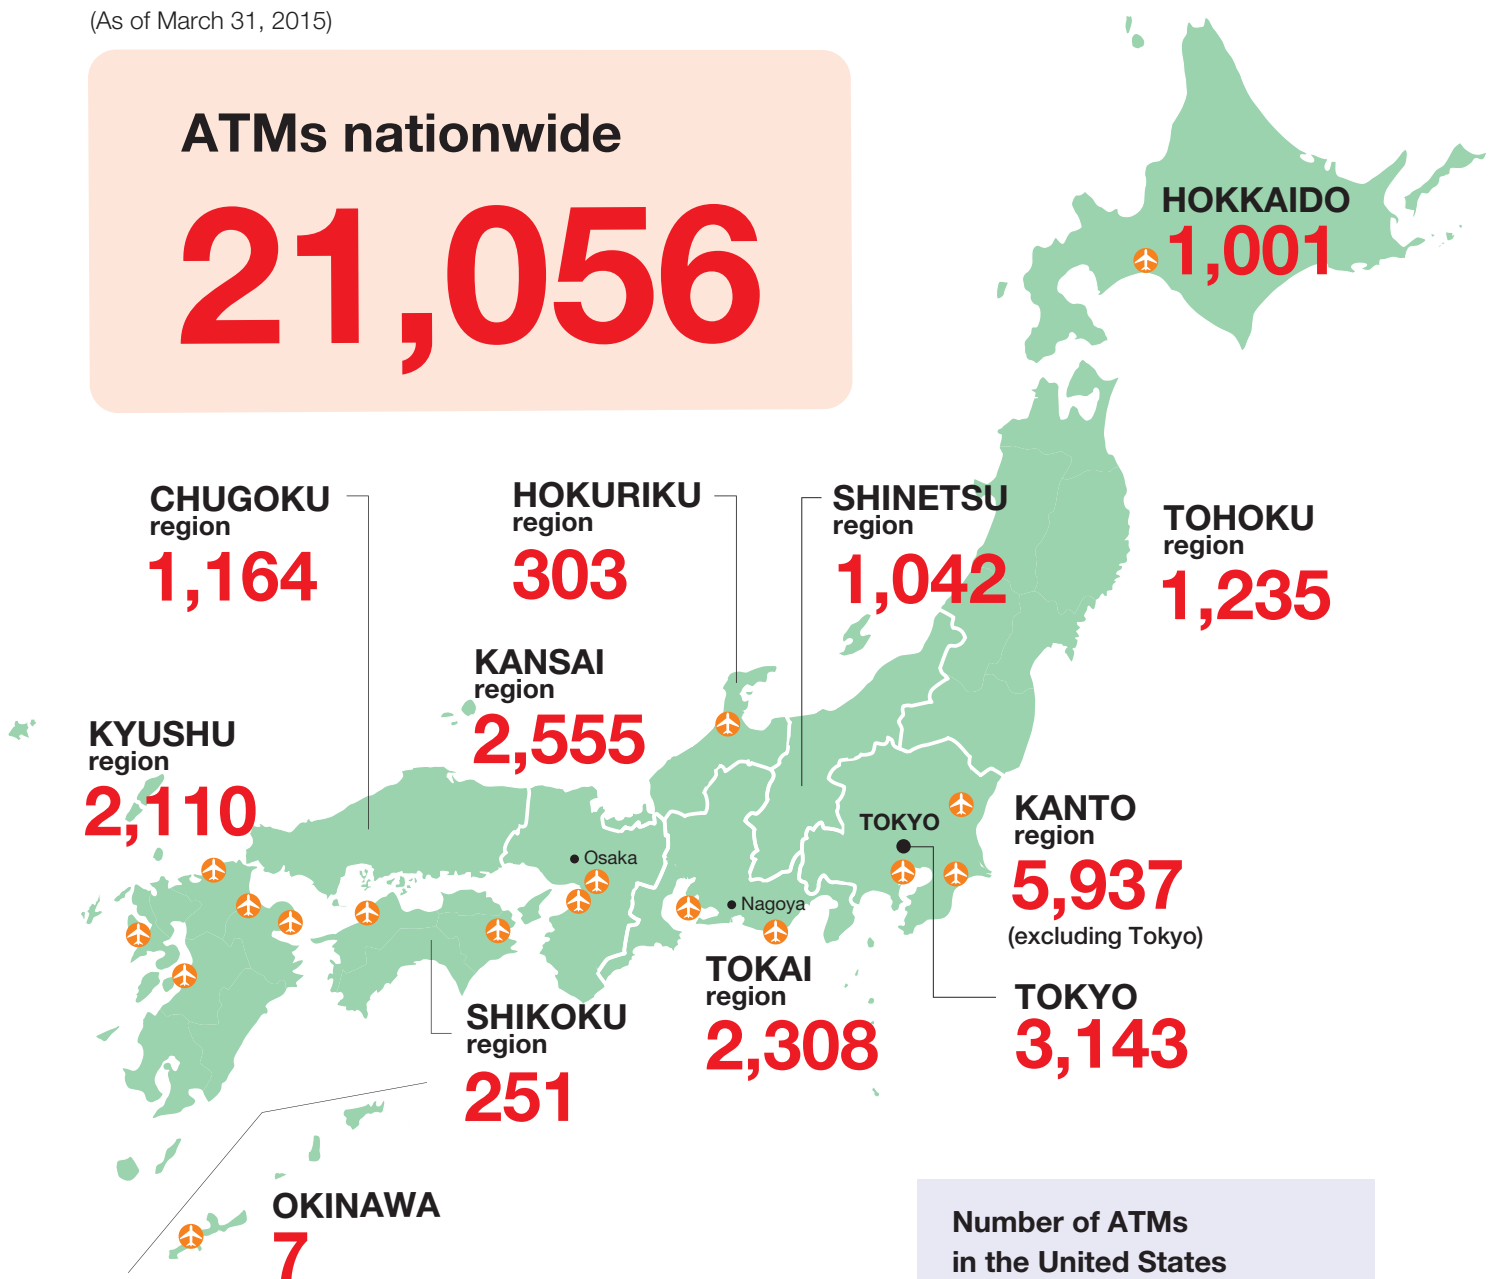 (As of March 31, 2015)
ATMs nationwide
21,056
HOKKAIDO
1,001
CHUGOKU
region
1,164
HOKURIKU
region
303
SHINETSU
region
1,042
TOHOKU
region
1,235
KANSAI
region
2,555
KYUSHU
region
2,110
KANTO
region
5,937
(excluding Tokyo)
TOKYO
Osaka
Nagoya
TOKAI
region
2,308
TOKYO
3,143
SHIKOKU
region
251
OKINAWA
7
Number of ATMs
in the United States